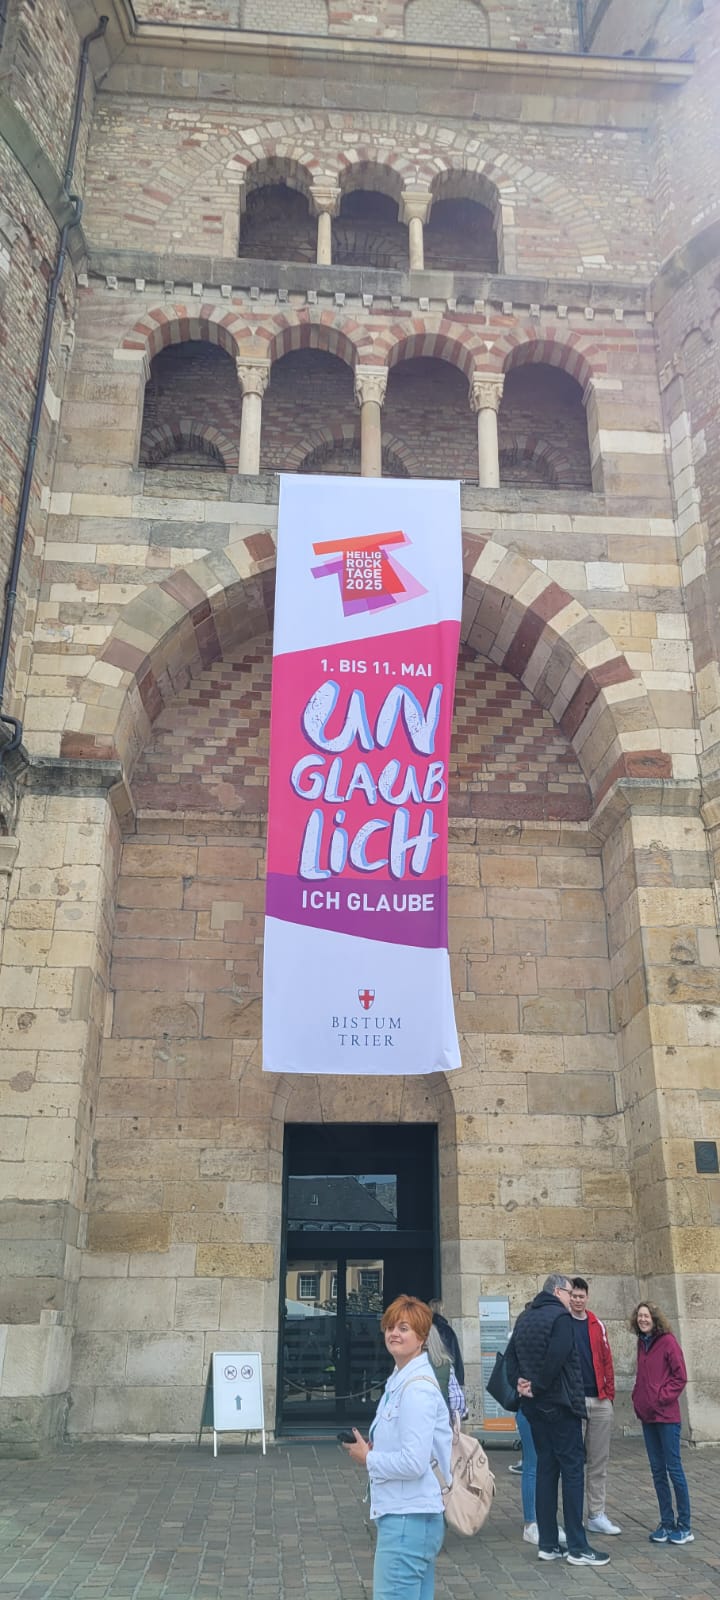 HEILIG
ROCK
TAGE
2025
1. BIS 11. MAI
UN
GLAUB
LiCH
ICH GLAUBE
BISTUM
TRIER